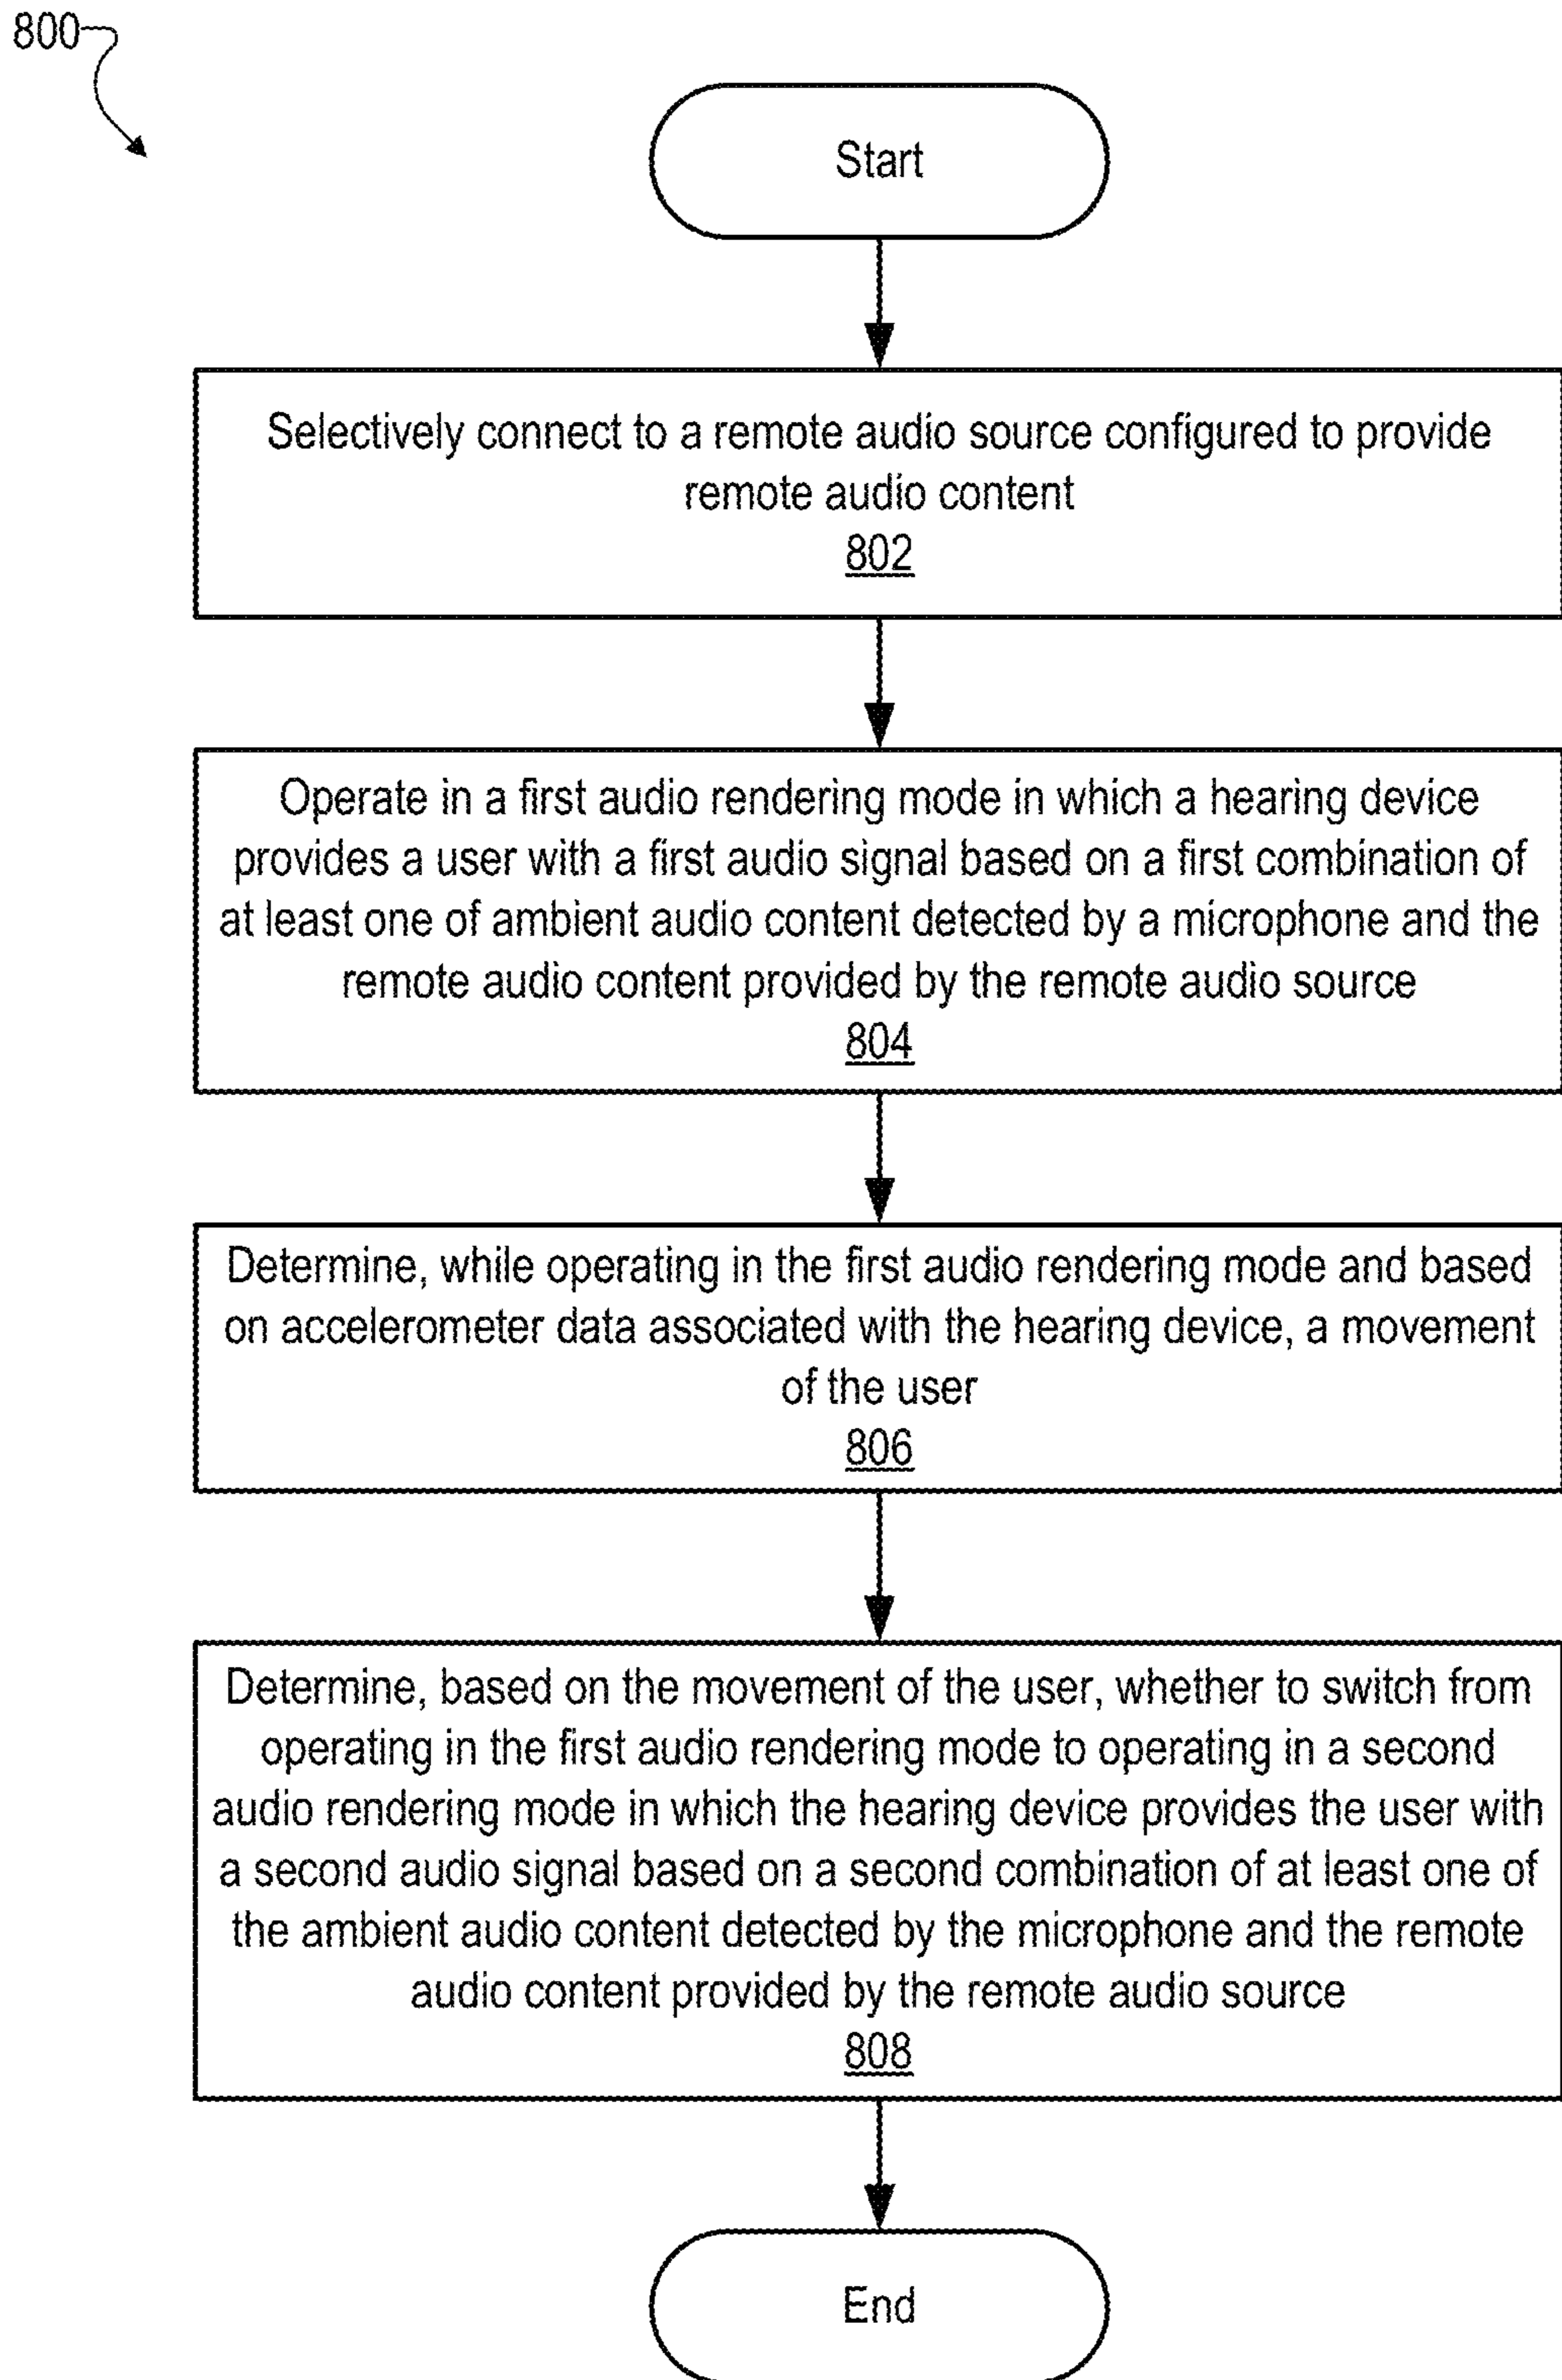 800
Start
Selectively connect to a remote audio source configured to provide
remote audio content
802
Operate in a first audio rendering mode in which a hearing device
provides a user with a first audio signal based on a first combination of
at least one of ambient audio content detected by a microphone and the
remote audio content provided by the remote audio source
804
Determine, while operating in the first audio rendering mode and based
on accelerometer data associated with the hearing device, a movement
of the user
806
Determine, based on the movement of the user, whether to switch from
operating in the first audio rendering mode to operating in a second
audio rendering mode in which the hearing device provides the user with
a second audio signal based on a second combination of at least one of
the ambient audio content detected by the microphone and the remote
audio content provided by the remote audio source
808
End